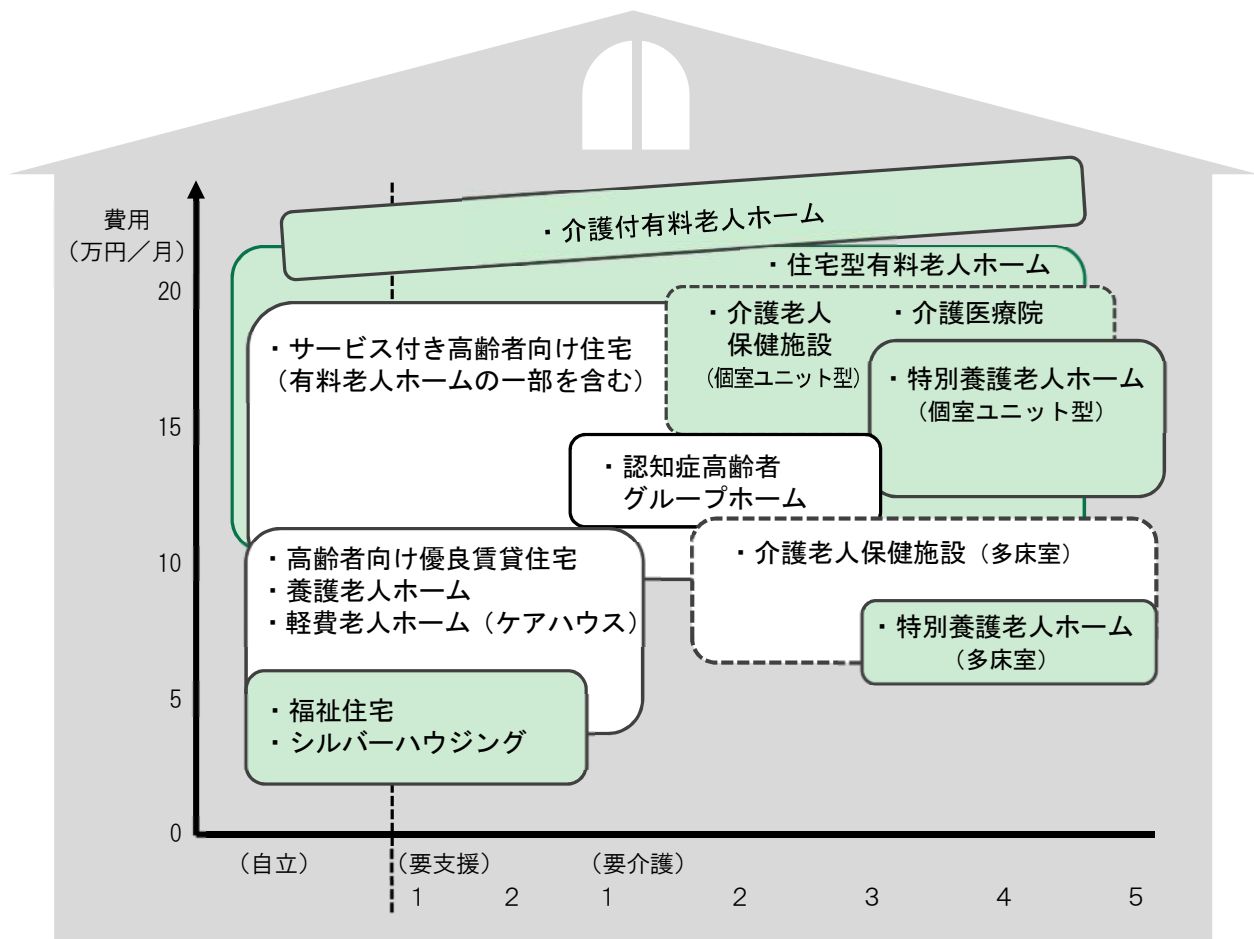 費用
（万円／月）
20
15
10
5
0
・介護付有料老人ホーム
・住宅型有料老人ホーム
・サービス付き高齢者向け住宅
（有料老人ホームの一部を含む）
・介護老人
保健施設
（個室ユニット型）
・介護医療院
・特別養護老人ホーム
（個室ユニット型）
・認知症高齢者
グループホーム
・高齢者向け優良賃貸住宅
・養護老人ホーム
・軽費老人ホーム（ケアハウス）
・介護老人保健施設（多床室）
・特別養護老人ホーム
（多床室）
・福祉住宅
・シルバーハウジング
（自立） （要支援） （要介護）
1 2 1 2 3 4 5